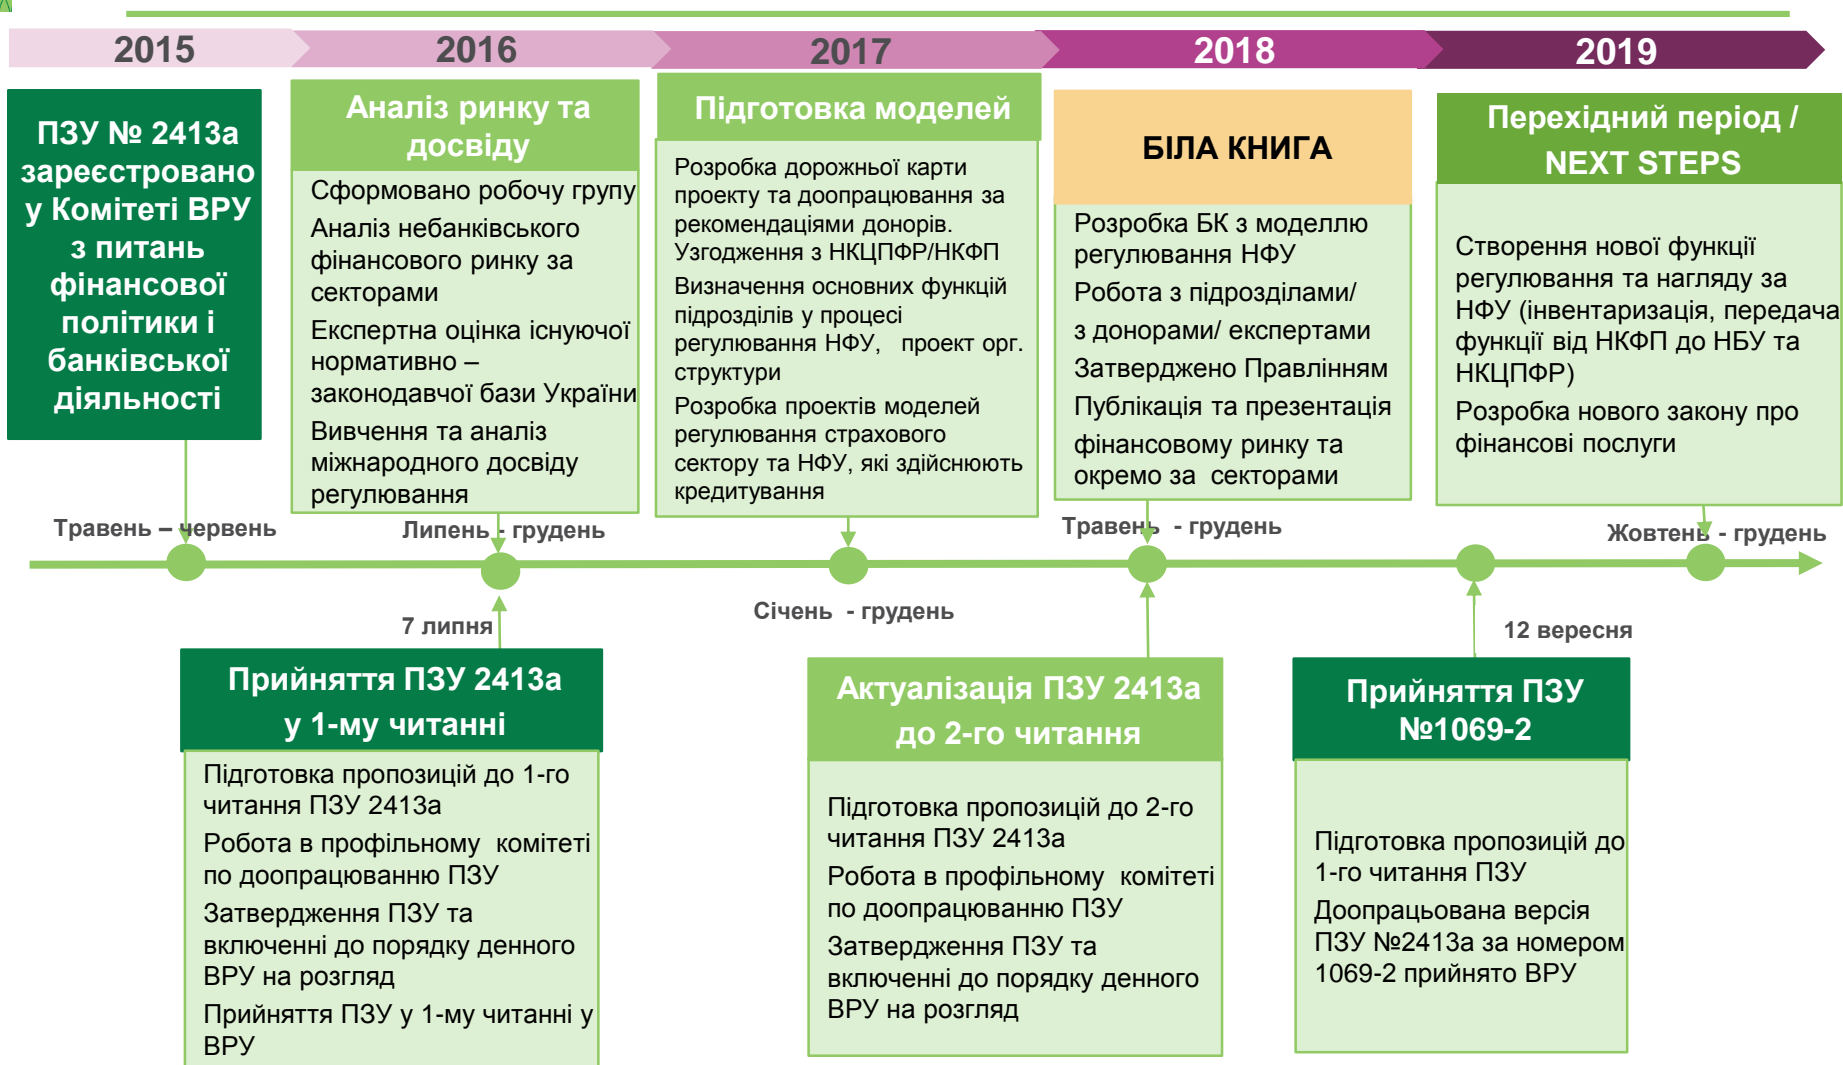 2015
2016
2017
2018
2019
ПЗУ № 2413а
зареєстровано
у Комітеті ВРУ
з питань
фінансової
політики і
банківської
діяльності
Аналіз ринку та
досвіду
Сформовано робочу групу
Аналіз небанківського
фінансового ринку за
секторами
Експертна оцінка існуючої
нормативно –
законодавчої бази України
Вивчення та аналіз
міжнародного досвіду
регулювання
Підготовка моделей
Розробка дорожньої карти
проекту та доопрацювання за
рекомендаціями донорів.
Узгодження з НКЦПФР/НКФП
Визначення основних функцій
підрозділів у процесі
регулювання НФУ, проект орг.
структури
Розробка проектів моделей
регулювання страхового
сектору та НФУ, які здійснюють
кредитування
БІЛА КНИГА
Розробка БК з моделлю
регулювання НФУ
Робота з підрозділами/
з донорами/ експертами
Затверджено Правлінням
Публікація та презентація
фінансовому ринку та
окремо за секторами
Перехідний період /
NEXT STEPS
Створення нової функції
регулювання та нагляду за
НФУ (інвентаризація, передача
функції від НКФП до НБУ та
НКЦПФР)
Розробка нового закону про
фінансові послуги
Травень – червень
Липень - грудень
Травень - грудень
Жовтень - грудень
7 липня
Січень - грудень
12 вересня
Прийняття ПЗУ 2413а
у 1-му читанні
Підготовка пропозицій до 1-го
читання ПЗУ 2413а
Робота в профільному комітеті
по доопрацюванню ПЗУ
Затвердження ПЗУ та
включенні до порядку денного
ВРУ на розгляд
Прийняття ПЗУ у 1-му читанні у
ВРУ
Актуалізація ПЗУ 2413а
до 2-го читання
Підготовка пропозицій до 2-го
читання ПЗУ 2413а
Робота в профільному комітеті
по доопрацюванню ПЗУ
Затвердження ПЗУ та
включенні до порядку денного
ВРУ на розгляд
Прийняття ПЗУ
№1069-2
Підготовка пропозицій до
1-го читання ПЗУ
Доопрацьована версія
ПЗУ №2413а за номером
1069-2 прийнято ВРУ